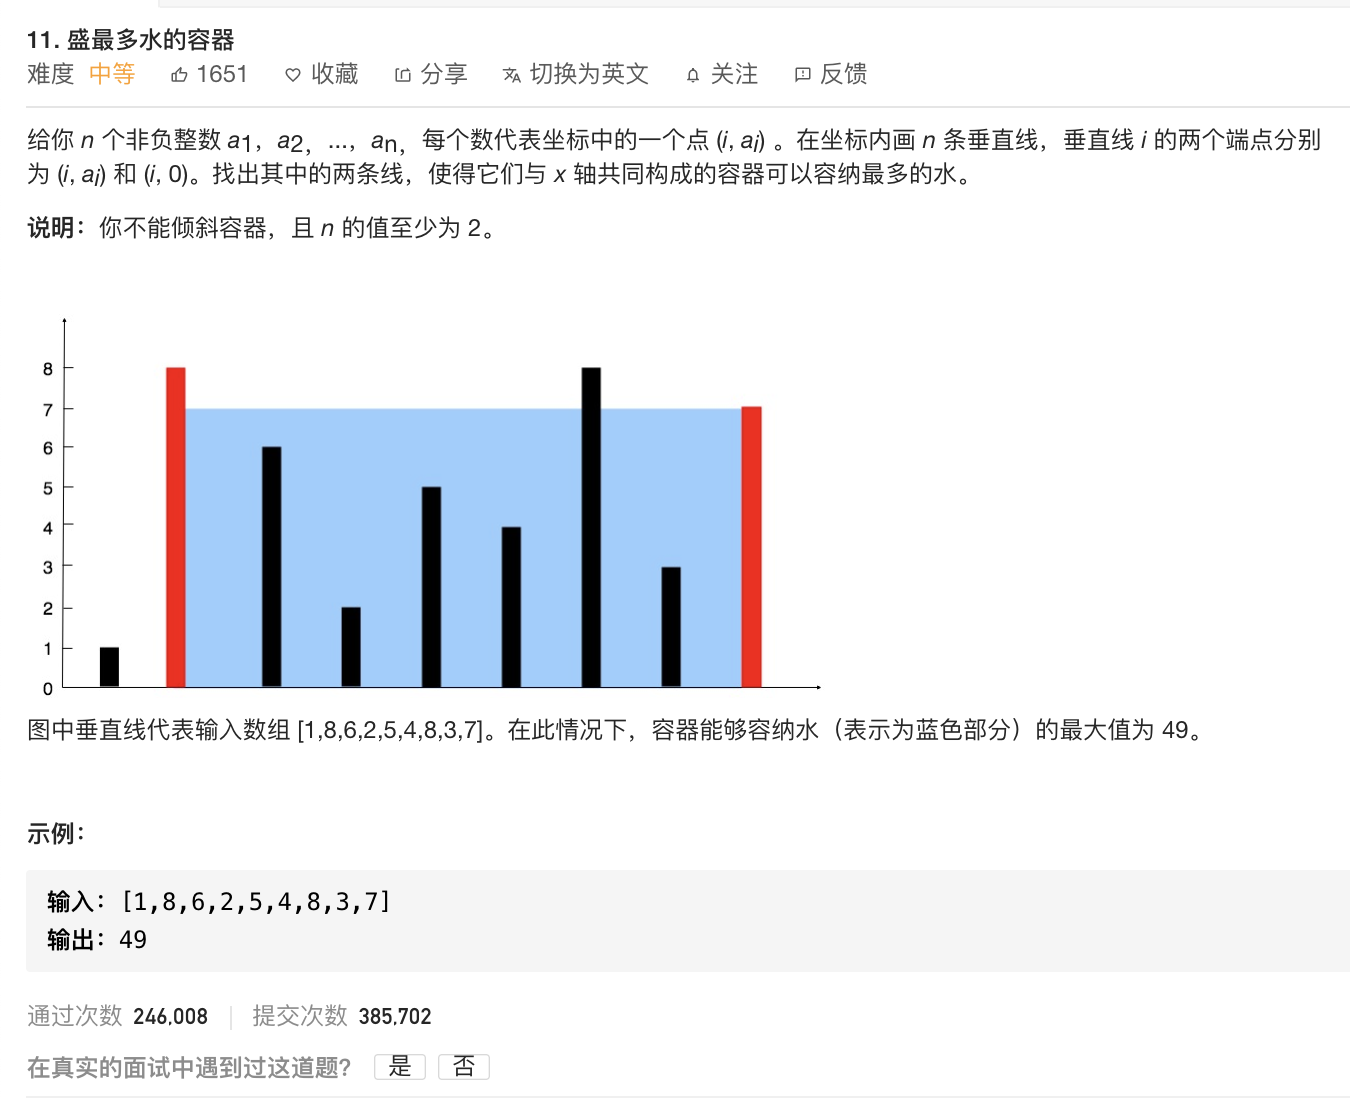 11. 盛最多水的容器
难度 中等 1651 收藏 分享 切换为英文 关注 反馈
给你 n 个非负整数 a1，a2，...，an，每个数代表坐标中的一个点 (i, ai) 。在坐标内画 n 条垂直线，垂直线 i 的两个端点分别
为 (i, ai) 和 (i, 0)。找出其中的两条线，使得它们与 x 轴共同构成的容器可以容纳最多的水。
说明：你不能倾斜容器，且 n 的值至少为 2。
8
7
6
5
4
3
2
1
0
图中垂直线代表输入数组 [1,8,6,2,5,4,8,3,7]。在此情况下，容器能够容纳水（表示为蓝色部分）的最大值为 49。
示例：
输入：[1,8,6,2,5,4,8,3,7]
输出：49
通过次数 246,008 提交次数 385,702
在真实的面试中遇到过这道题? 是 否